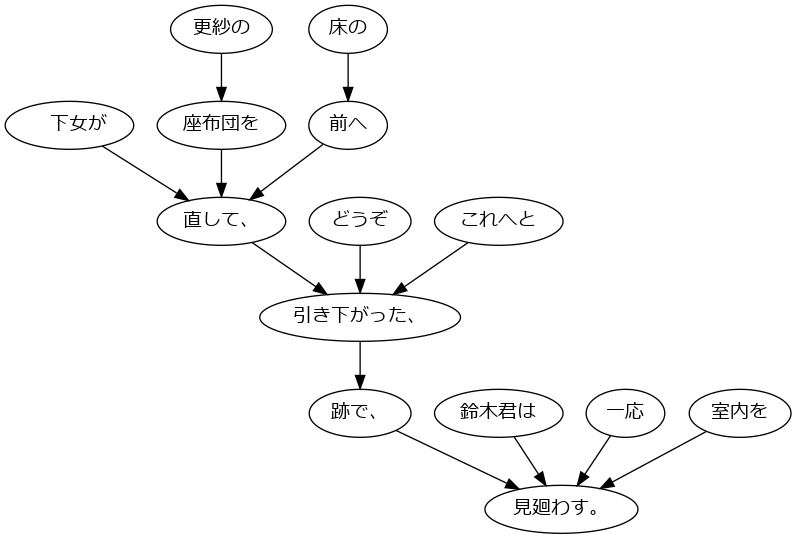 更紗の
床の
下女が
座布団を
前へ
直して、
どうぞ
これへと
引き下がった、
跡で、
鈴木君は
一応
室内を
見廻わす。